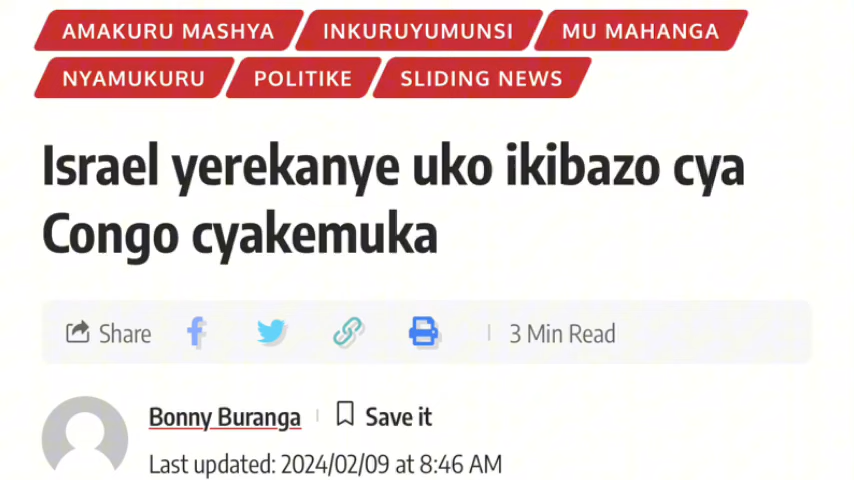 AMAKURU MASHYA INKURUYUMUNSI MU MAHANGA
NYAMUKURU POLITIKE SLIDING NEWS
Israel yerekanye uko ikibazo cya
Congo cyakemuka
Share 3 Min Read
Bonny Buranga Save it
Last updated: 2024/02/09 at 8:46 AM